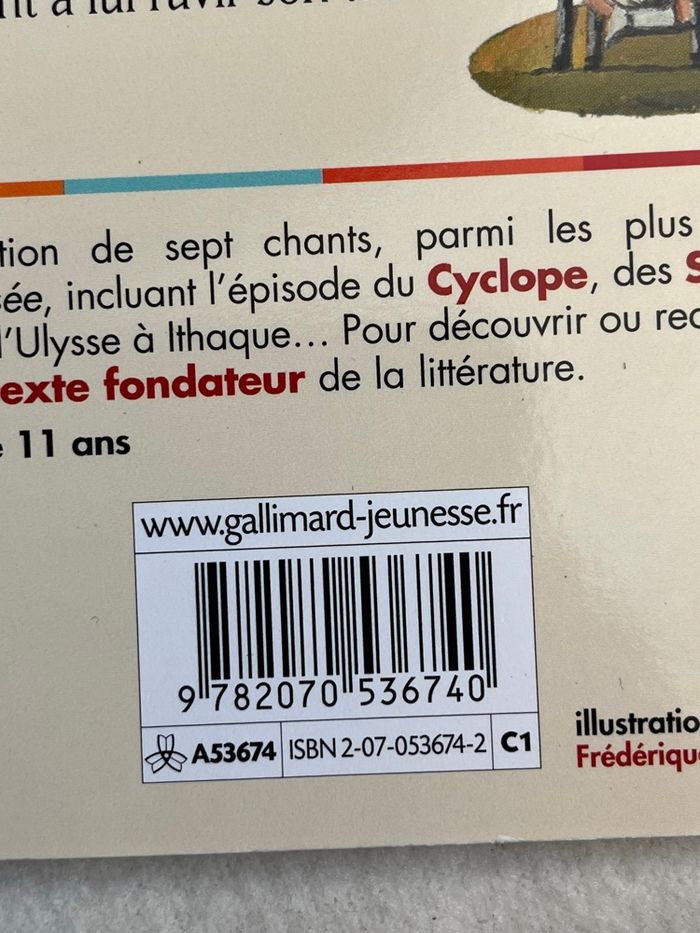 tion de sept chants, parmi les plus
sée, incluant l'épisode du Cyclope, des S
l'Ulysse à Ithaque... Pour découvrir ou
exte fondateur de la littérature.
11 ans
www.gallimard-jeunesse.fr
9 782070 536740
A53674 ISBN 2-07-053674-2 C1
illustratio
Frédérique